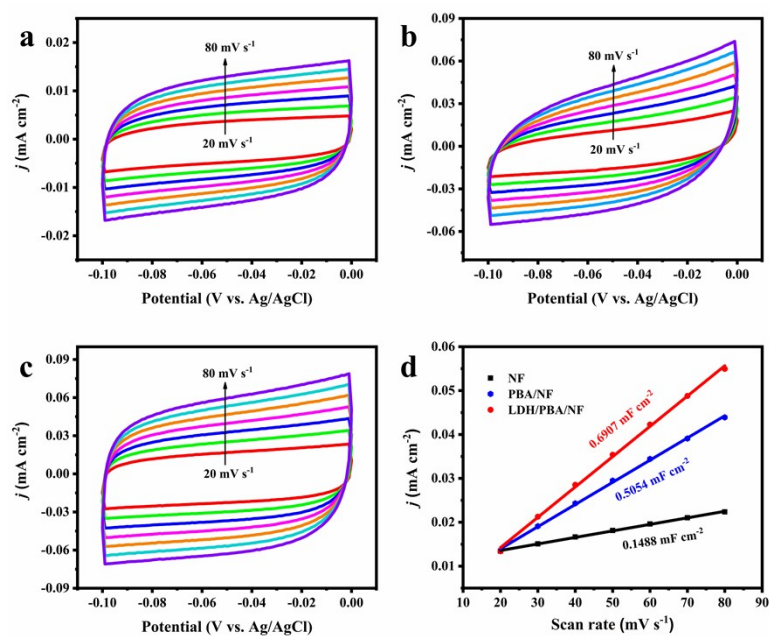 a
0.02
0.01
0.00
-0.01
-0.02
j (mA cm⁻²)
80 mV s⁻¹
20 mV s⁻¹
-0.10 -0.08 -0.06 -0.04 -0.02 0.00
Potential (V vs. Ag/AgCl)
b
0.09
0.06
0.03
0.00
-0.03
-0.06
j (mA cm⁻²)
80 mV s⁻¹
20 mV s⁻¹
-0.10 -0.08 -0.06 -0.04 -0.02 0.00
Potential (V vs. Ag/AgCl)
c
0.09
0.06
0.03
0.00
-0.03
-0.06
-0.09
j (mA cm⁻²)
80 mV s⁻¹
20 mV s⁻¹
-0.10 -0.08 -0.06 -0.04 -0.02 0.00
Potential (V vs. Ag/AgCl)
d
0.06
0.05
0.04
0.03
0.02
0.01
j (mA cm⁻²)
NF
PBA/NF
LDH/PBA/NF
0.6907 mF cm⁻²
0.5054 mF cm⁻²
0.1488 mF cm⁻²
10 20 30 40 50 60 70 80 90
Scan rate (mV s⁻¹)